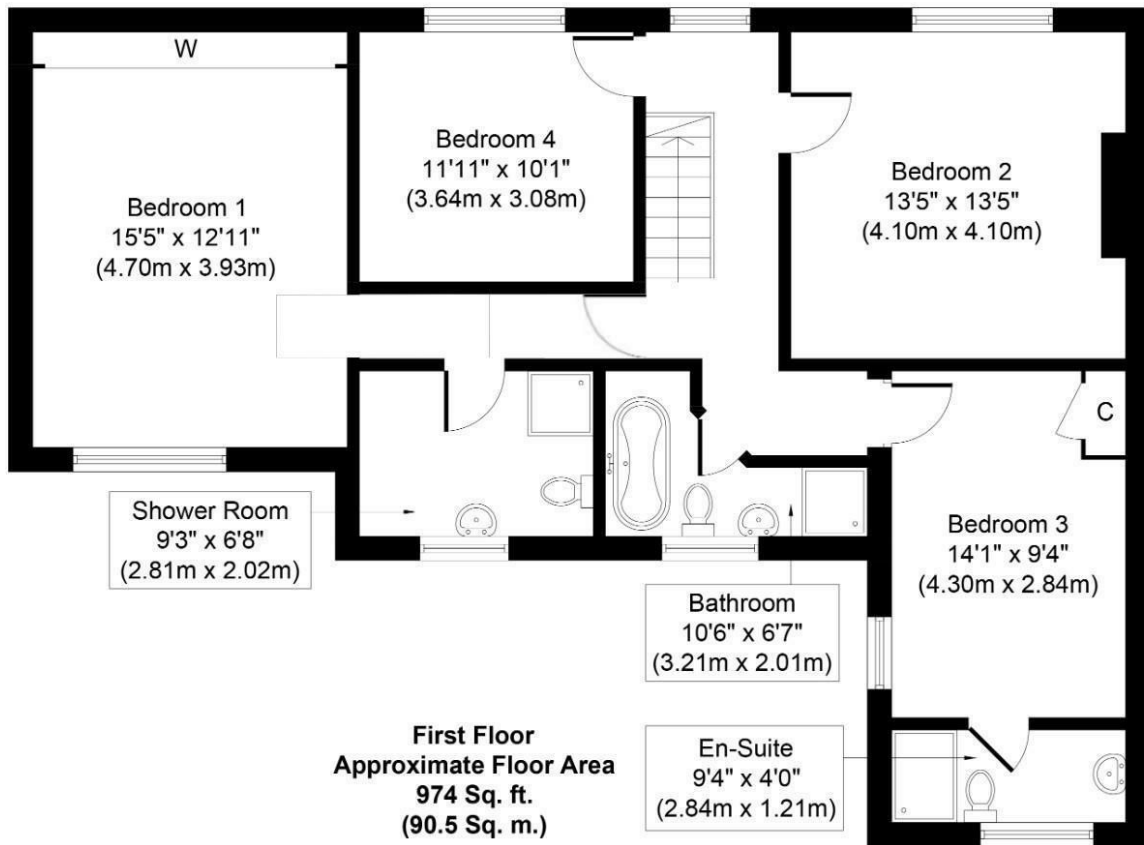 W
Bedroom 1
15'5" x 12'11"
(4.70m x 3.93m)
Bedroom 4
11'11" x 10'1"
(3.64m x 3.08m)
Bedroom 2
13'5" x 13'5"
(4.10m x 4.10m)
C
Bedroom 3
14'1" x 9'4"
(4.30m x 2.84m)
Shower Room
9'3" x 6'8"
(2.81m x 2.02m)
Bathroom
10'6" x 6'7"
(3.21m x 2.01m)
En-Suite
9'4" x 4'0"
(2.84m x 1.21m)
First Floor
Approximate Floor Area
974 Sq. ft.
(90.5 Sq. m.)